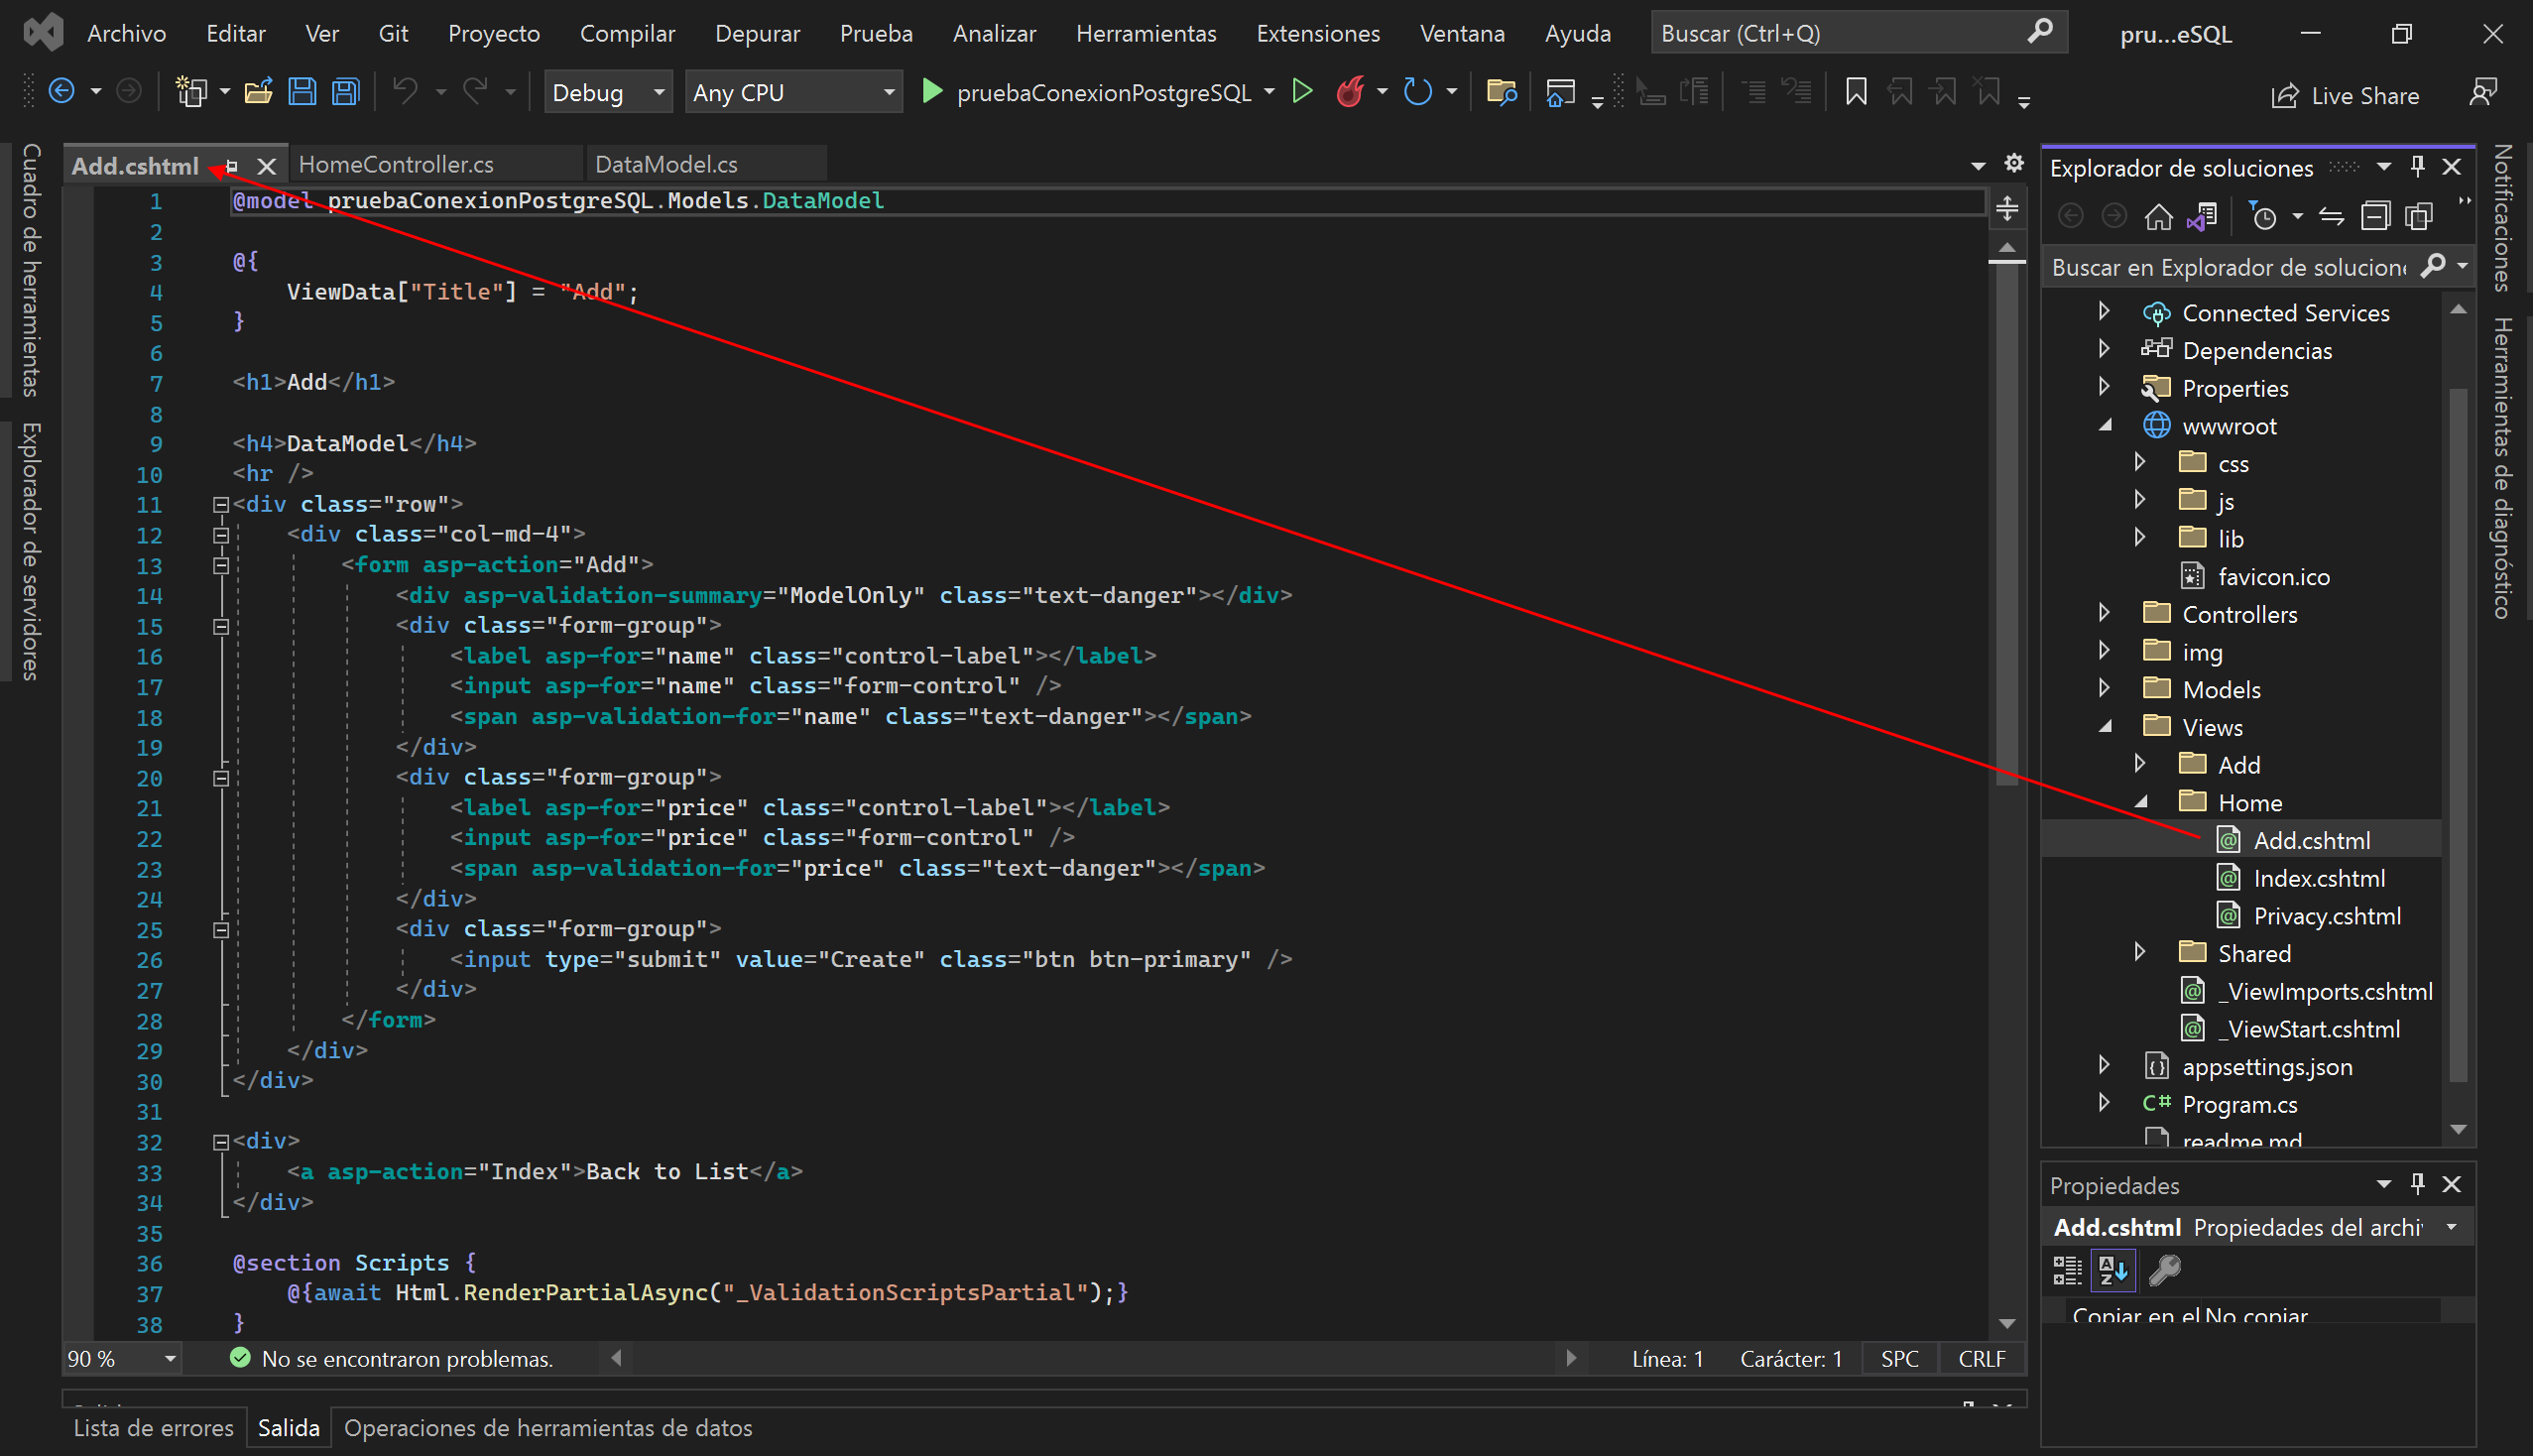 Archivo Editar Ver Git Proyecto Compilar Depurar Prueba Analizar Herramientas Extensiones Ventana Ayuda Buscar (Ctrl+Q) pru...eSQL
Debug Any CPU pruebaConexionPostgreSQL Live Share
Cuadro de herramientas
Explorador de servidores
Add.cshtml HomeController.cs DataModel.cs
1 @model pruebaConexionPostgreSQL.Models.DataModel
2
3 @{
4 ViewData["Title"] = "Add";
5 }
6
7 <h1>Add</h1>
8
9 <h4>DataModel</h4>
10 <hr />
11 <div class="row">
12 <div class="col-md-4">
13 <form asp-action="Add">
14 <div asp-validation-summary="ModelOnly" class="text-danger"></div>
15 <div class="form-group">
16 <label asp-for="name" class="control-label"></label>
17 <input asp-for="name" class="form-control" />
18 <span asp-validation-for="name" class="text-danger"></span>
19 </div>
20 <div class="form-group">
21 <label asp-for="price" class="control-label"></label>
22 <input asp-for="price" class="form-control" />
23 <span asp-validation-for="price" class="text-danger"></span>
24 </div>
25 <div class="form-group">
26 <input type="submit" value="Create" class="btn btn-primary" />
27 </div>
28 </form>
29 </div>
30 </div>
31
32 <div>
33 <a asp-action="Index">Back to List</a>
34 </div>
35
36 @section Scripts {
37 @{await Html.RenderPartialAsync("_ValidationScriptsPartial");}
38 }
90 % No se encontraron problemas. Línea: 1 Carácter: 1 SPC CRLF
Lista de errores Salida Operaciones de herramientas de datos
Explorador de soluciones
Buscar en Explorador de solucione
Connected Services
Dependencias
Properties
wwwroot
css
js
lib
favicon.ico
Controllers
img
Models
Views
Add
Home
Add.cshtml
Index.cshtml
Privacy.cshtml
Shared
_ViewImports.cshtml
_ViewStart.cshtml
appsettings.json
C# Program.cs
readme.md
Propiedades
Add.cshtml Propiedades del archi
Copiar en el No copiar
Notificaciones
Herramientas de diagnóstico